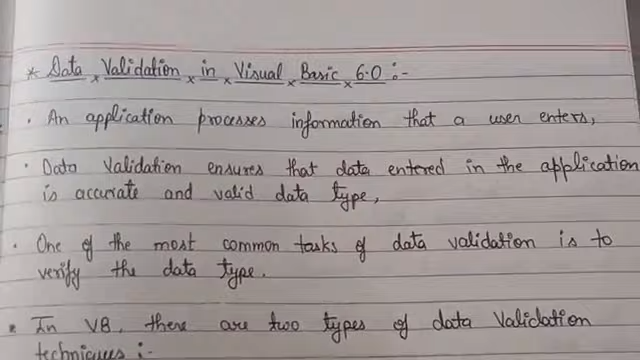 * Data Validation in Visual Basic 6.0 :-
• An application processes information that a user enters,
• Data Validation ensures that data entered in the application
is accurate and valid data type,
• One of the most common tasks of data validation is to
verify the data type.
• In VB, there are two types of data Validation
techniques :-